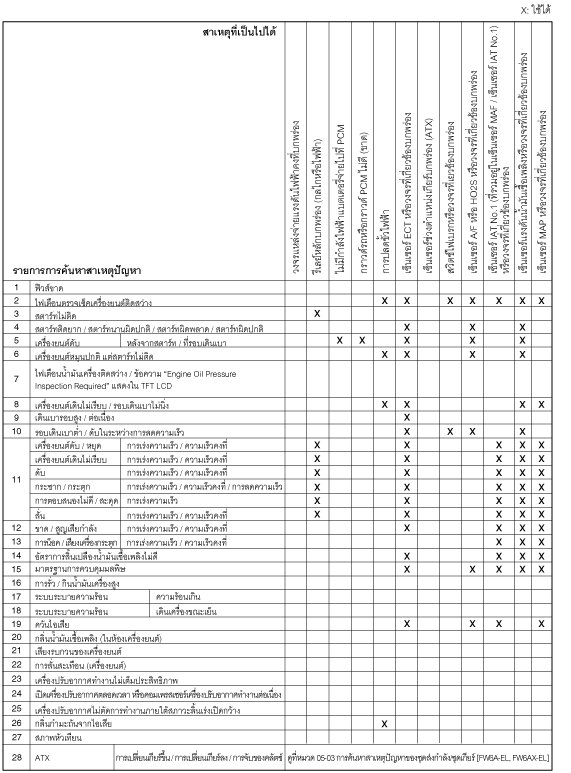 X: ใช้ได้
สาเหตุที่เป็นไปได้
รายการการค้นหาสาเหตุปัญหา
วงจรแหล่งจ่ายแรงดันไฟฟ้าคงที่บกพร่อง
รีเลย์หลักบกพร่อง (กลไกหรือไฟฟ้า)
ไม่มีกำลังไฟฟ้าแบตเตอรี่จ่ายไปที่ PCM
กราวด์รถหรือกราวด์ PCM ไม่ดี (ขาด)
การปลดขั้วไฟฟ้า
เซ็นเซอร์ ECT หรือวงจรที่เกี่ยวข้องบกพร่อง
เซ็นเซอร์ช่วงตำแหน่งเกียร์บกพร่อง (ATX)
สวิตช์ไฟเบรกหรือวงจรที่เกี่ยวข้องบกพร่อง
เซ็นเซอร์ A/F หรือ HO2S หรือวงจรที่เกี่ยวข้องบกพร่อง
เซ็นเซอร์ IAT No.1 (ที่รวมอยู่ในเซ็นเซอร์ MAF / เซ็นเซอร์ IAT No.1)
หรือวงจรที่เกี่ยวข้องบกพร่อง
เซ็นเซอร์แรงดันน้ำมันเชื้อเพลิงหรือวงจรที่เกี่ยวข้องบกพร่อง
เซ็นเซอร์ MAP หรือวงจรที่เกี่ยวข้องบกพร่อง
1 ฟิวส์ขาด
2 ไฟเตือนตรวจเช็คเครื่องยนต์ติดสว่าง X X X X X X X
3 สตาร์ทไม่ติด X
4 สตาร์ทติดยาก / สตาร์ทนานผิดปกติ / สตาร์ทผิดพลาด / สตาร์ทผิดปกติ X X X
5 เครื่องยนต์ดับ หลังจากสตาร์ท / ที่รอบเดินเบา X X X X X
6 เครื่องยนต์หมุนปกติ แต่สตาร์ทไม่ติด X X X X
7 ไฟเตือนน้ำมันเครื่องติดสว่าง / ข้อความ “Engine Oil Pressure
Inspection Required” แสดงใน TFT LCD
8 เครื่องยนต์เดินไม่เรียบ / รอบเดินเบาไม่นิ่ง X X X X
9 เดินเบารอบสูง / ต่อเนื่อง X
10 รอบเดินเบาต่ำ / ดับในระหว่างการลดความเร็ว X X X X
11 เครื่องยนต์ดับ / หยุด การเร่งความเร็ว / ความเร็วคงที่ X X X X X
เครื่องยนต์เดินไม่เรียบ การเร่งความเร็ว / ความเร็วคงที่ X X X X X
ดับ การเร่งความเร็ว / ความเร็วคงที่ X X X X X
กระชาก / กระตุก การเร่งความเร็ว / ความเร็วคงที่ / การลดความเร็ว X X X X X
การตอบสนองไม่ดี / สะดุด การเร่งความเร็ว X X X X X
สั่น การเร่งความเร็ว / ความเร็วคงที่ X X X X X
12 ขาด / สูญเสียกำลัง การเร่งความเร็ว / ความเร็วคงที่ X X X X
13 การน็อค / เสียงเครื่องกระตุก การเร่งความเร็ว / ความเร็วคงที่ X X X
14 อัตราการสิ้นเปลืองน้ำมันเชื้อเพลิงไม่ดี X X X X
15 มาตรฐานการควบคุมมลพิษ X X X X X
16 การรั่ว / กินน้ำมันเครื่องสูง
17 ระบบระบายความร้อน ความร้อนเกิน
18 ระบบระบายความร้อน เดินเครื่องขณะเย็น
19 ควันไอเสีย X X X X
20 กลิ่นน้ำมันเชื้อเพลิง (ในห้องเครื่องยนต์)
21 เสียงรบกวนของเครื่องยนต์
22 การสั่นสะเทือน (เครื่องยนต์)
23 เครื่องปรับอากาศทำงานไม่เต็มประสิทธิภาพ
24 เปิดเครื่องปรับอากาศตลอดเวลา หรือคอมเพรสเซอร์เครื่องปรับอากาศทำงานต่อเนื่อง
25 เครื่องปรับอากาศไม่ตัดการทำงานภายใต้สภาวะลิ้นเร่งเปิดกว้าง
26 กลิ่นกำมะถันจากไอเสีย X
27 สภาพหัวเทียน
28 ATX การเปลี่ยนเกียร์ขึ้น / การเปลี่ยนเกียร์ลง / การจับของคลัตช์ ดูที่หมวด 05-03 การค้นหาสาเหตุปัญหาของชุดส่งกำลัง/ชุดเกียร์ [FW6A-EL, FW6AX-EL]